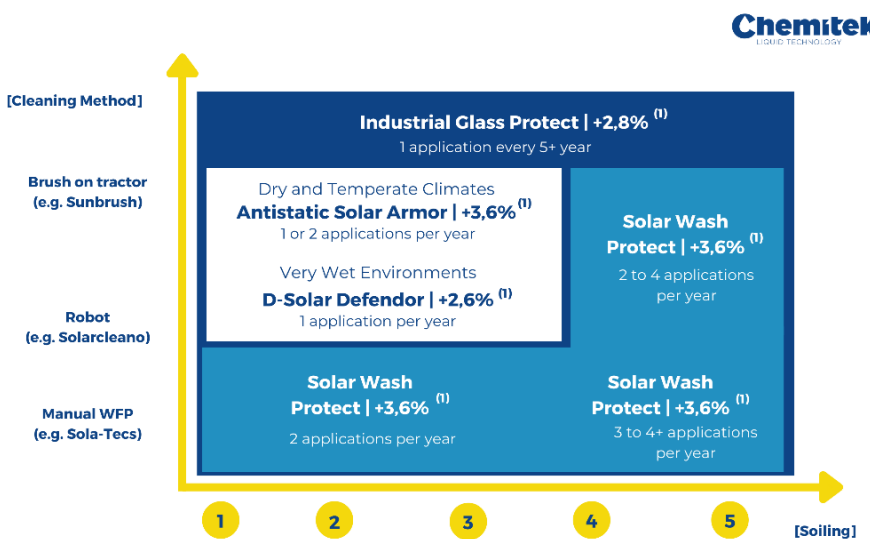 Chemitek
LIQUID TECHNOLOGY
[Cleaning Method]
Industrial Glass Protect | +2,8% (1)
1 application every 5+ year
Brush on tractor
(e.g. Sunbrush)
Dry and Temperate Climates
Antistatic Solar Armor | +3,6% (1)
1 or 2 applications per year
Very Wet Environments
D-Solar Defendor | +2,6% (1)
1 application per year
Solar Wash
Protect | +3,6% (1)
2 to 4 applications
per year
Robot
(e.g. Solarcleano)
Manual WFP
(e.g. Sola-Tecs)
Solar Wash
Protect | +3,6% (1)
2 applications per year
Solar Wash
Protect | +3,6% (1)
3 to 4+ applications
per year
1 2 3 4 5
[Soiling]